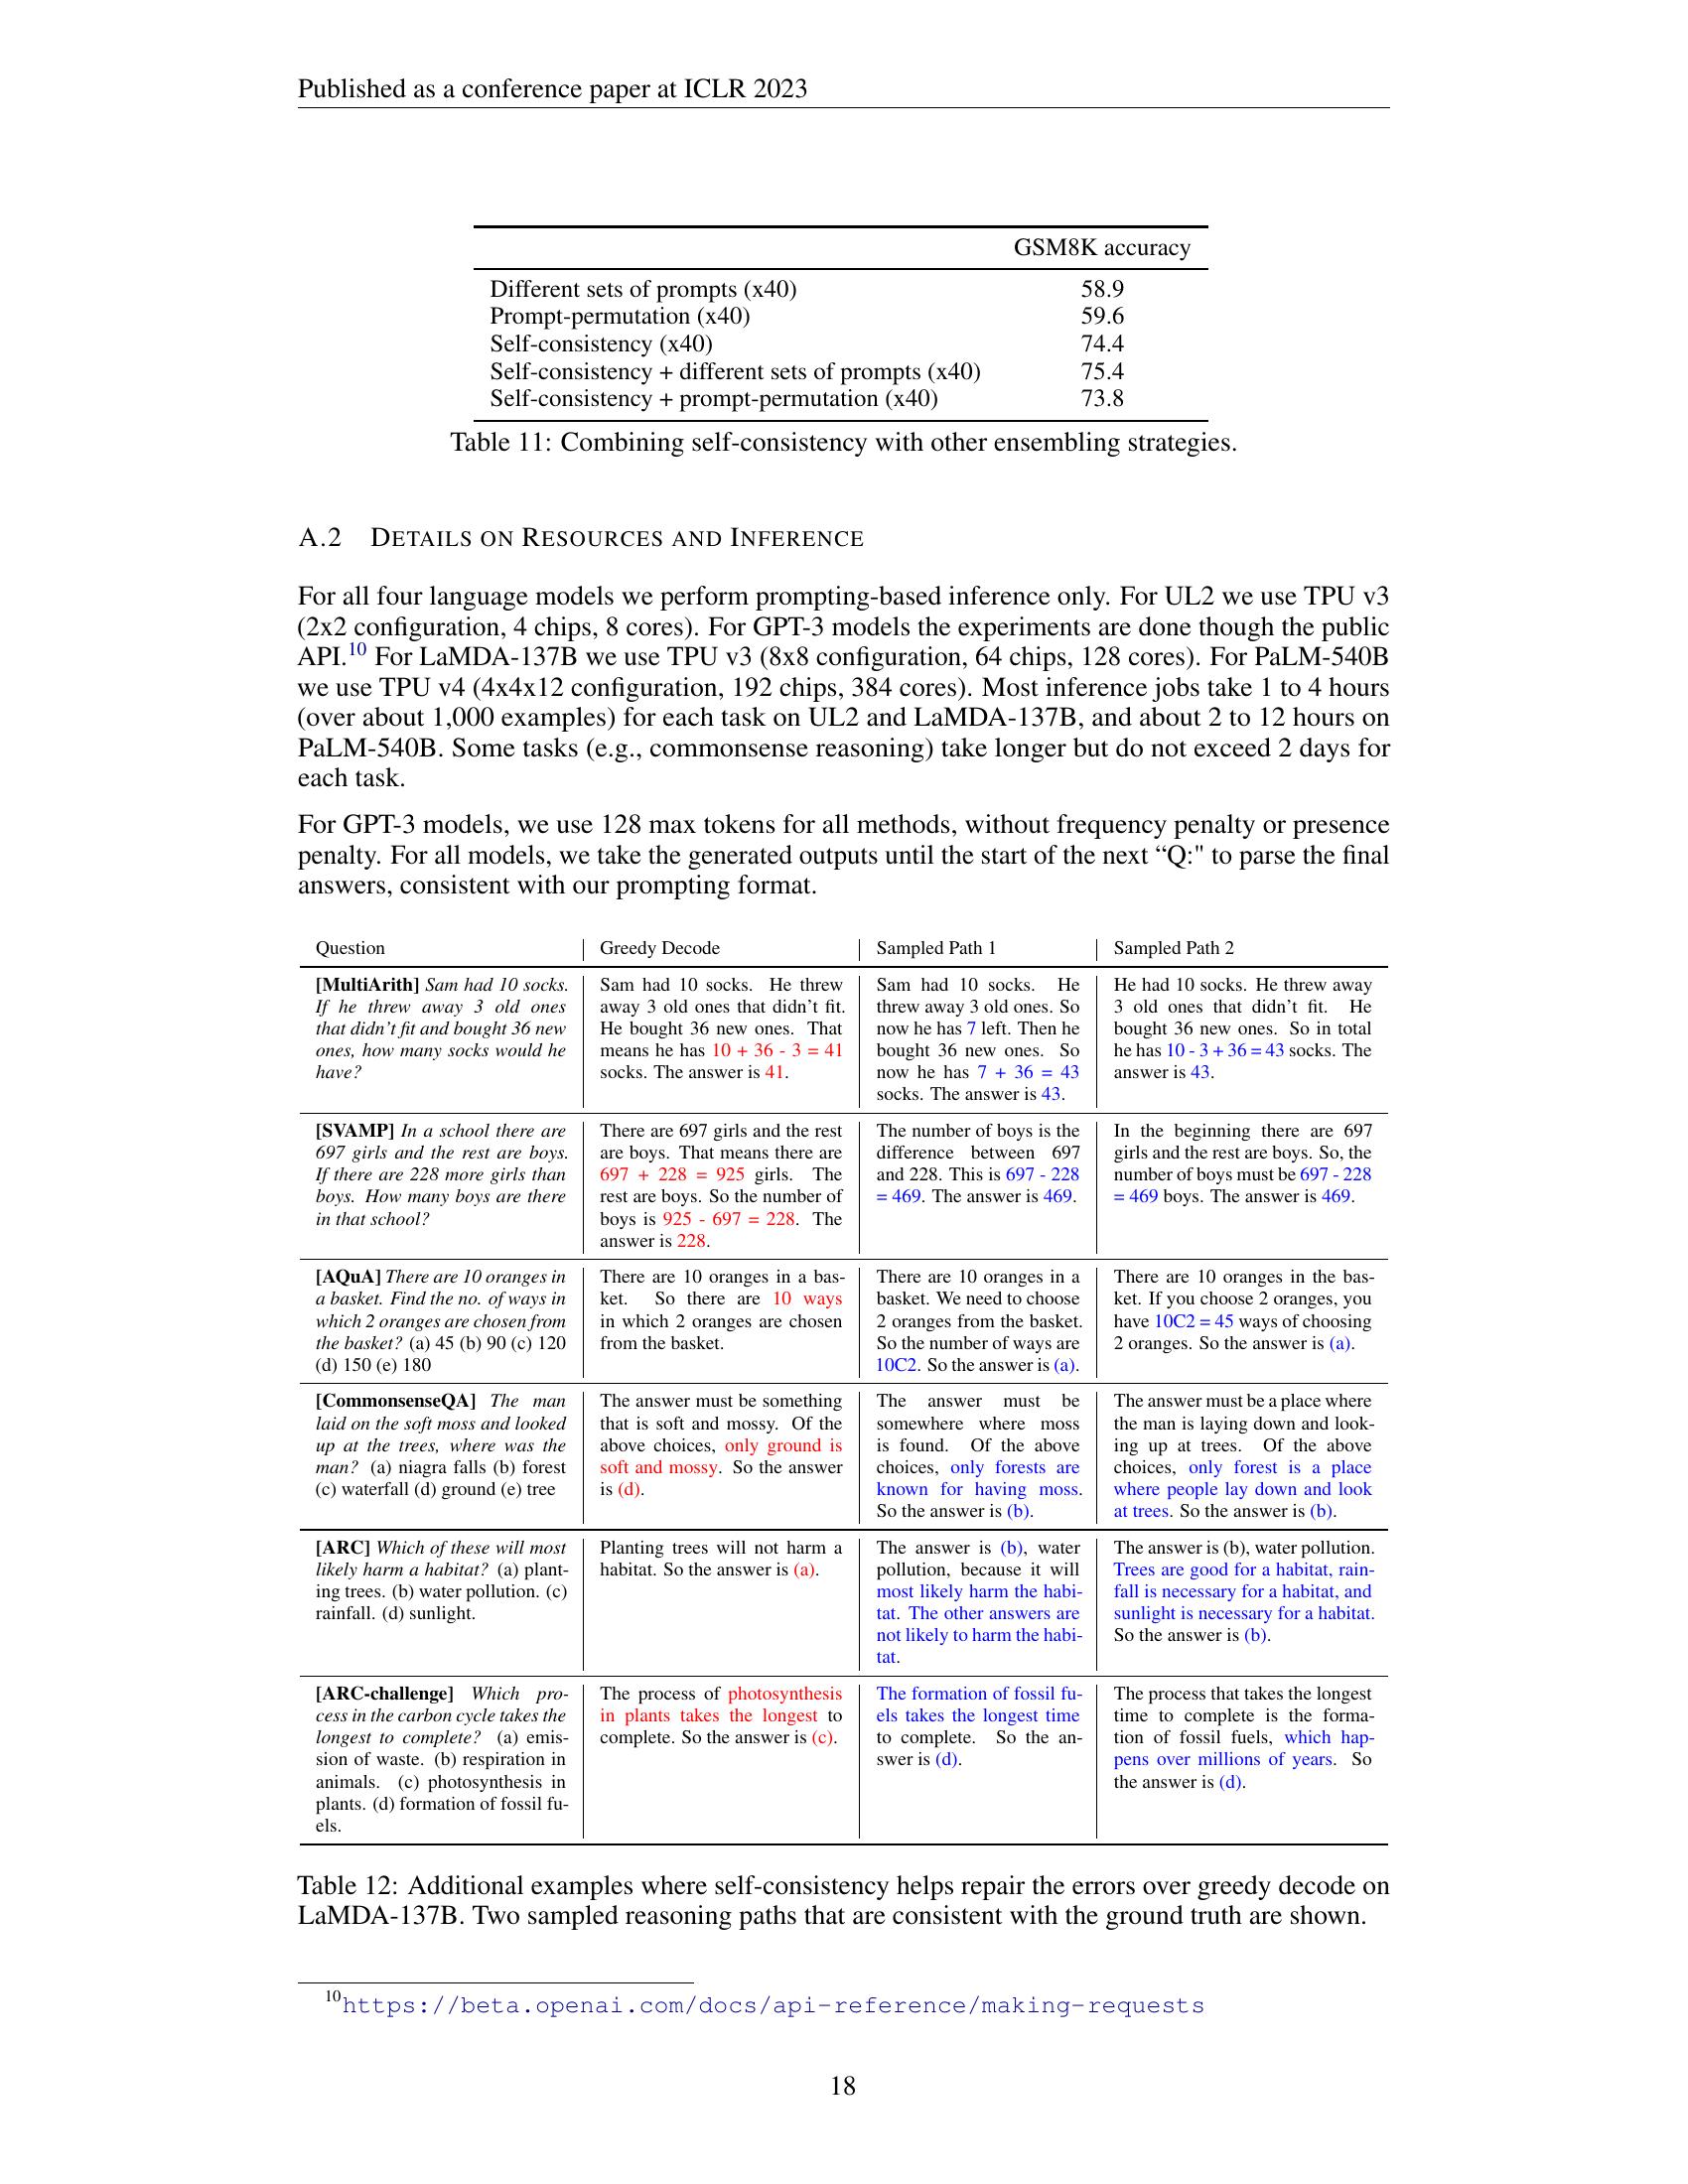 Published as a conference paper at ICLR 2023
GSM8K accuracy
Different sets of prompts (x40) 58.9
Prompt-permutation (x40) 59.6
Self-consistency (x40) 74.4
Self-consistency + different sets of prompts (x40) 75.4
Self-consistency + prompt-permutation (x40) 73.8
Table 11: Combining self-consistency with other ensembling strategies.
A.2 DETAILS ON RESOURCES AND INFERENCE
For all four language models we perform prompting-based inference only. For UL2 we use TPU v3
(2x2 configuration, 4 chips, 8 cores). For GPT-3 models the experiments are done though the public
API.10 For LaMDA-137B we use TPU v3 (8x8 configuration, 64 chips, 128 cores). For PaLM-540B
we use TPU v4 (4x4x12 configuration, 192 chips, 384 cores). Most inference jobs take 1 to 4 hours
(over about 1,000 examples) for each task on UL2 and LaMDA-137B, and about 2 to 12 hours on
PaLM-540B. Some tasks (e.g., commonsense reasoning) take longer but do not exceed 2 days for
each task.
For GPT-3 models, we use 128 max tokens for all methods, without frequency penalty or presence
penalty. For all models, we take the generated outputs until the start of the next “Q:" to parse the final
answers, consistent with our prompting format.
Question Greedy Decode Sampled Path 1 Sampled Path 2
[MultiArith] Sam had 10 socks.
If he threw away 3 old ones
that didn’t fit and bought 36 new
ones, how many socks would he
have?
Sam had 10 socks. He threw
away 3 old ones that didn’t fit.
He bought 36 new ones. That
means he has 10 + 36 - 3 = 41
socks. The answer is 41.
Sam had 10 socks. He
threw away 3 old ones. So
now he has 7 left. Then he
bought 36 new ones. So
now he has 7 + 36 = 43
socks. The answer is 43.
He had 10 socks. He threw away
3 old ones that didn’t fit. He
bought 36 new ones. So in total
he has 10 - 3 + 36 = 43 socks. The
answer is 43.
[SVAMP] In a school there are
697 girls and the rest are boys.
If there are 228 more girls than
boys. How many boys are there
in that school?
There are 697 girls and the rest
are boys. That means there are
697 + 228 = 925 girls. The
rest are boys. So the number of
boys is 925 - 697 = 228. The
answer is 228.
The number of boys is the
difference between 697
and 228. This is 697 - 228
= 469. The answer is 469.
In the beginning there are 697
girls and the rest are boys. So, the
number of boys must be 697 - 228
= 469 boys. The answer is 469.
[AQuA] There are 10 oranges in
a basket. Find the no. of ways in
which 2 oranges are chosen from
the basket? (a) 45 (b) 90 (c) 120
(d) 150 (e) 180
There are 10 oranges in a bas-
ket. So there are 10 ways
in which 2 oranges are chosen
from the basket.
There are 10 oranges in a
basket. We need to choose
2 oranges from the basket.
So the number of ways are
10C2. So the answer is (a).
There are 10 oranges in the bas-
ket. If you choose 2 oranges, you
have 10C2 = 45 ways of choosing
2 oranges. So the answer is (a).
[CommonsenseQA] The man
laid on the soft moss and looked
up at the trees, where was the
man? (a) niagra falls (b) forest
(c) waterfall (d) ground (e) tree
The answer must be something
that is soft and mossy. Of the
above choices, only ground is
soft and mossy. So the answer
is (d).
The answer must be
somewhere where moss
is found. Of the above
choices, only forests are
known for having moss.
So the answer is (b).
The answer must be a place where
the man is laying down and look-
ing up at trees. Of the above
choices, only forest is a place
where people lay down and look
at trees. So the answer is (b).
[ARC] Which of these will most
likely harm a habitat? (a) plant-
ing trees. (b) water pollution. (c)
rainfall. (d) sunlight.
Planting trees will not harm a
habitat. So the answer is (a).
The answer is (b), water
pollution, because it will
most likely harm the habi-
tat. The other answers are
not likely to harm the habi-
tat.
The answer is (b), water pollution.
Trees are good for a habitat, rain-
fall is necessary for a habitat, and
sunlight is necessary for a habitat.
So the answer is (b).
[ARC-challenge] Which pro-
cess in the carbon cycle takes the
longest to complete? (a) emis-
sion of waste. (b) respiration in
animals. (c) photosynthesis in
plants. (d) formation of fossil fu-
els.
The process of photosynthesis
in plants takes the longest to
complete. So the answer is (c).
The formation of fossil fu-
els takes the longest time
to complete. So the an-
swer is (d).
The process that takes the longest
time to complete is the forma-
tion of fossil fuels, which hap-
pens over millions of years. So
the answer is (d).
Table 12: Additional examples where self-consistency helps repair the errors over greedy decode on
LaMDA-137B. Two sampled reasoning paths that are consistent with the ground truth are shown.
10https://beta.openai.com/docs/api-reference/making-requests
18